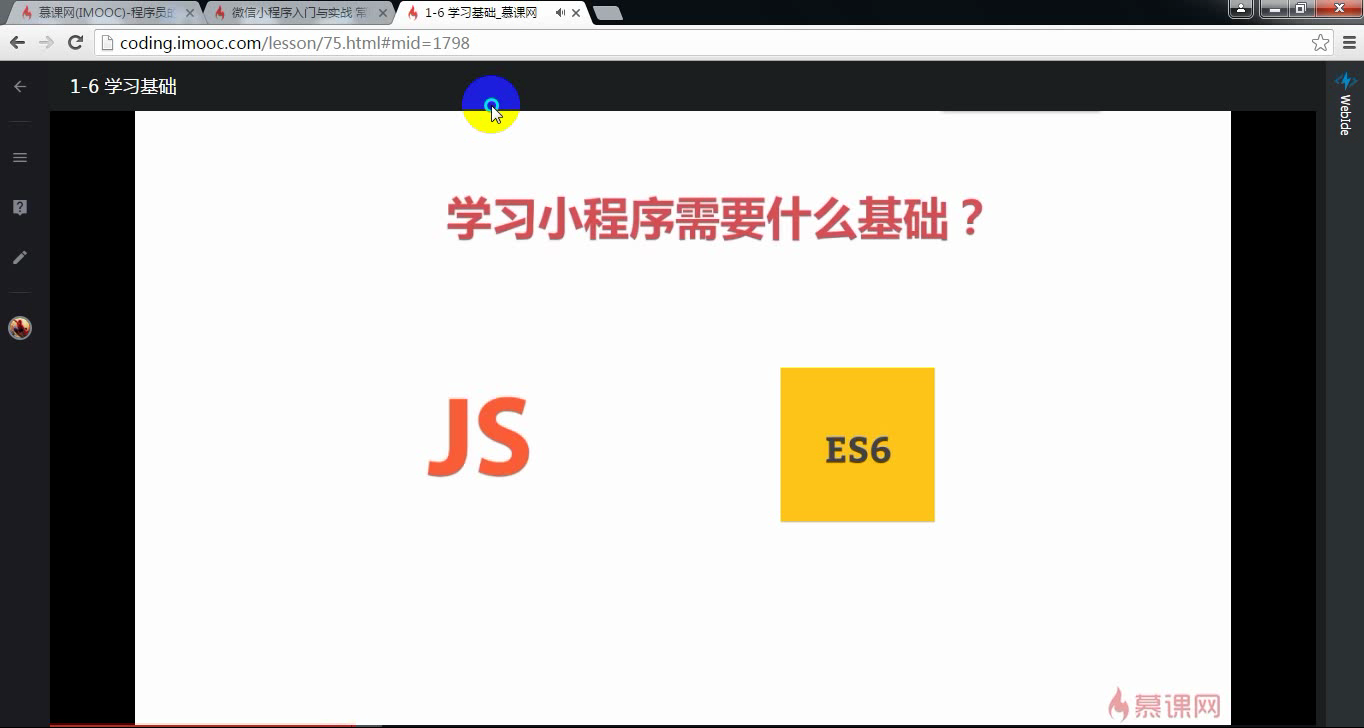 慕课网(IMOOC)-程序员的
微信小程序入门与实战 常
1-6 学习基础_慕课网
coding.imooc.com/lesson/75.html#mid=1798
1-6 学习基础
WebIde
学习小程序需要什么基础？
JS
ES6
慕课网